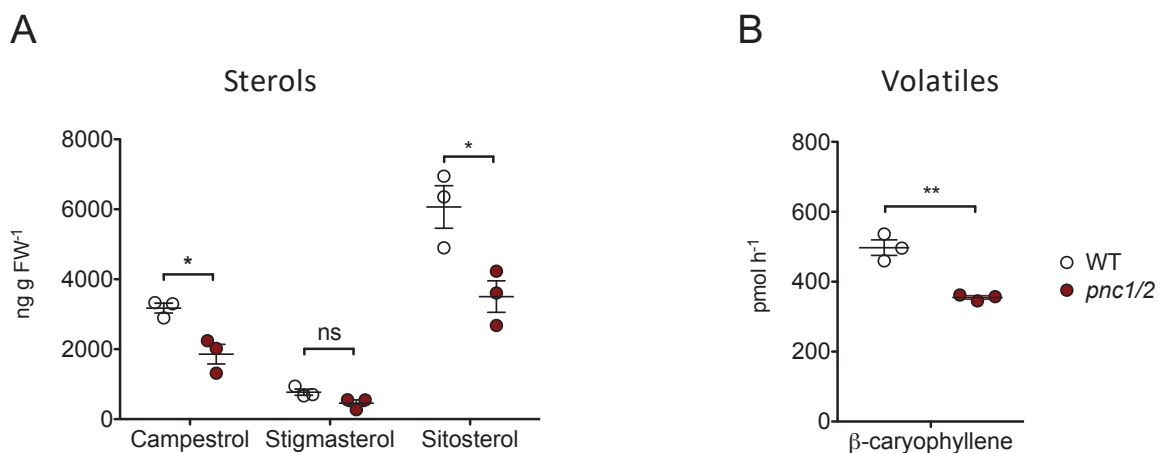 A
Sterols
ng g FW⁻¹
8000
6000
4000
2000
0
*
ns
*
Campestrol
Stigmasterol
Sitosterol
B
Volatiles
pmol h⁻¹
800
600
400
200
0
**
β-caryophyllene
WT
pnc1/2